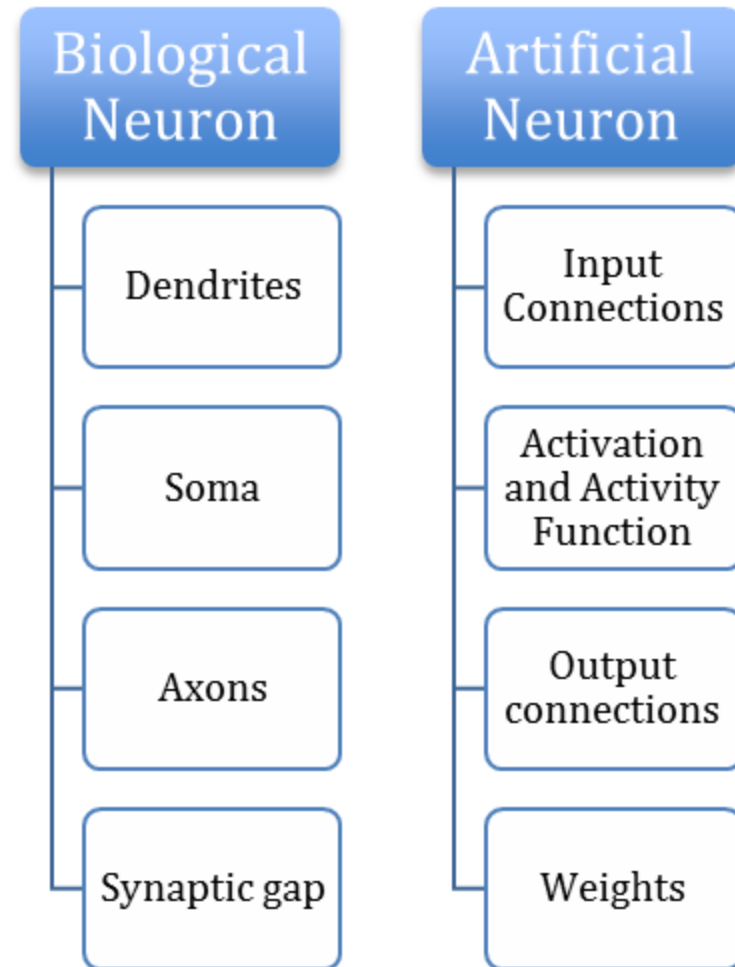 Biological
Neuron
Dendrites
Soma
Axons
Synaptic gap
Artificial
Neuron
Input
Connections
Activation
and Activity
Function
Output
connections
Weights